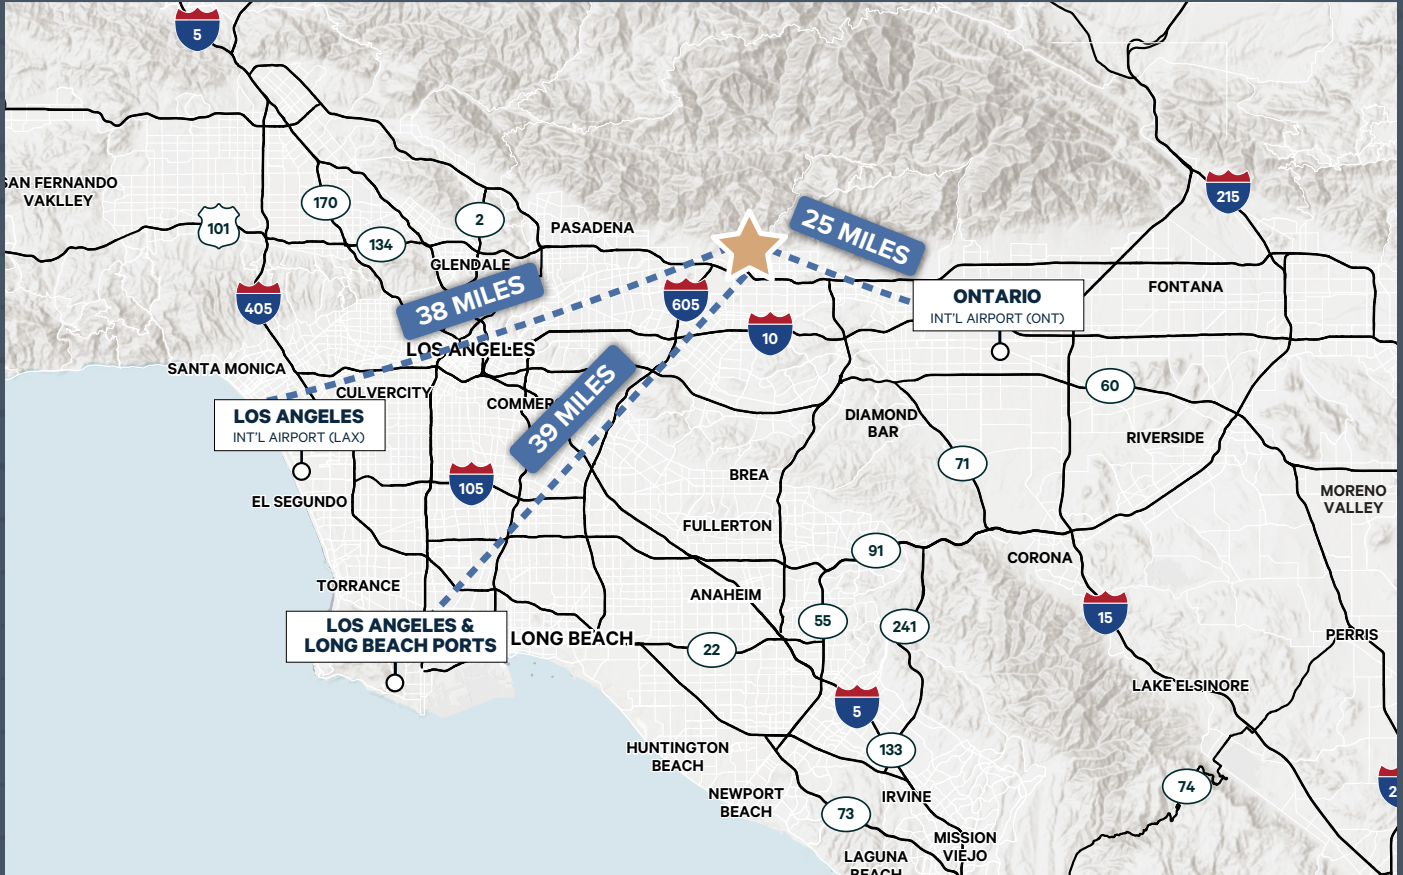 5
SAN FERNANDO
VAKLLEY
170
101
2
134
PASADENA
GLENDALE
25 MILES
215
38 MILES
405
605
10
ONTARIO
INT'L AIRPORT (ONT)
FONTANA
LOS ANGELES
SANTA MONICA
CULVERCITY
COMMER
39 MILES
60
LOS ANGELES
INT'L AIRPORT (LAX)
DIAMOND
BAR
RIVERSIDE
71
BREA
105
EL SEGUNDO
MORENO
VALLEY
FULLERTON
91
CORONA
TORRANCE
ANAHEIM
15
55
241
LOS ANGELES &
LONG BEACH PORTS
LONG BEACH
22
PERRIS
LAKE ELSINORE
5
133
HUNTINGTON
BEACH
74
2
NEWPORT
BEACH
IRVINE
73
MISSION
VIEJO
LAGUNA
BEACH